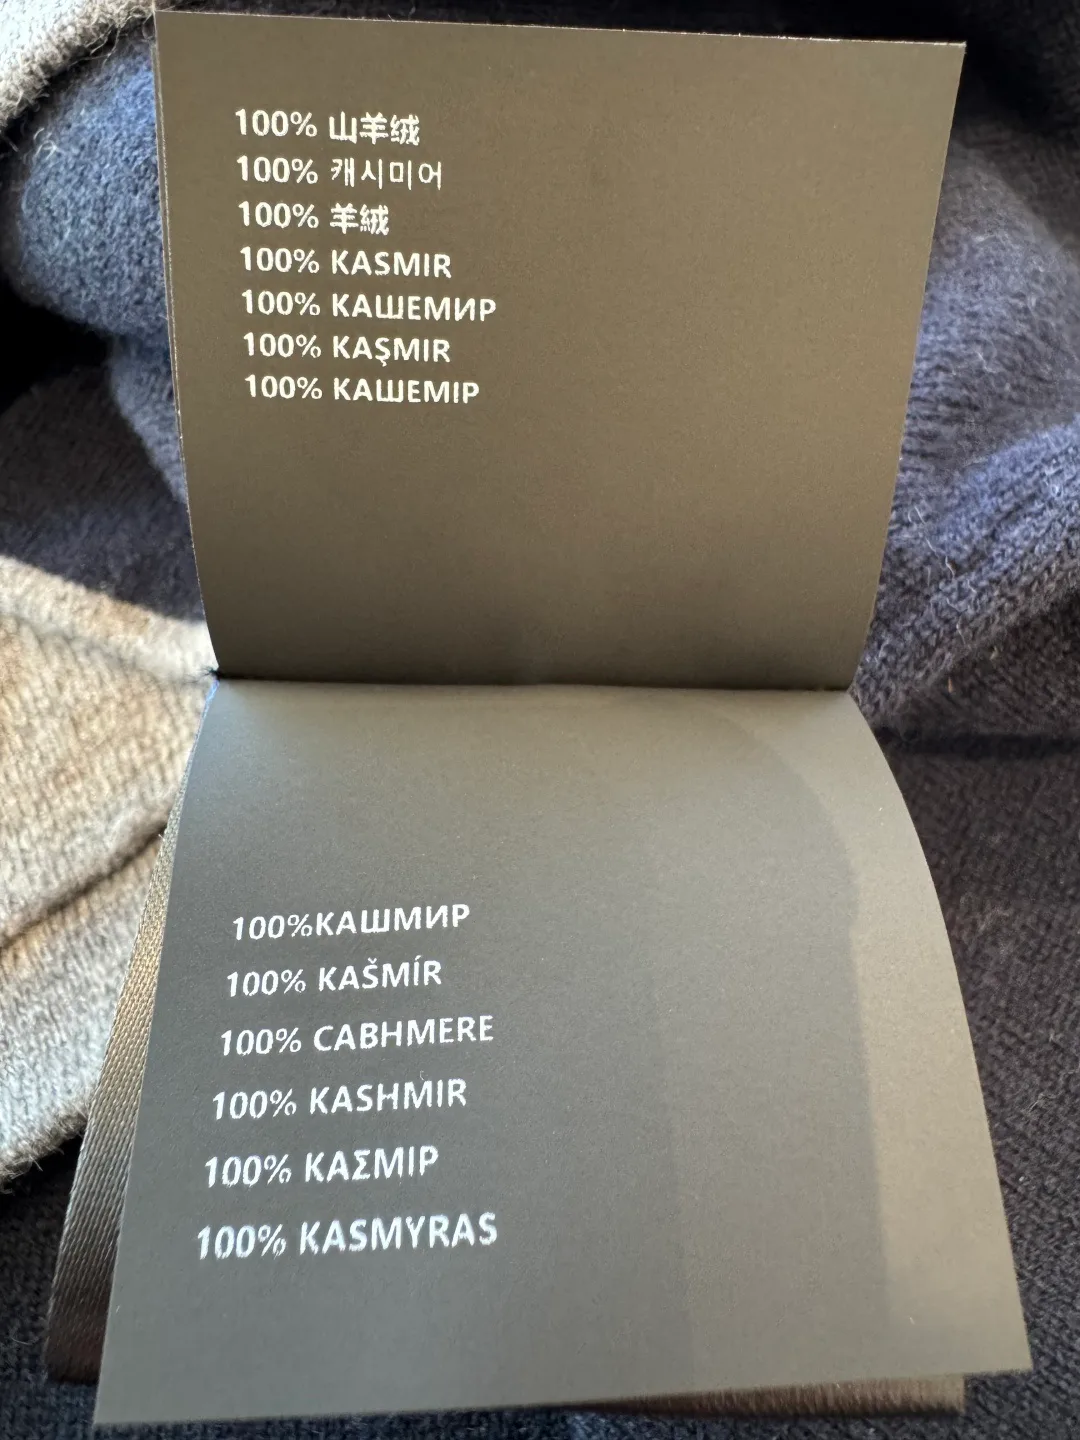 100% 山羊绒
100% 캐시미어
100% 羊絨
100% KASMIR
100% КАШЕМИР
100% KAŞMIR
100% КАШЕМІР
100%КАШМИР
100% KAŠMÍR
100% CABHMERE
100% KASHMIR
100% ΚΑΣΜΙΡ
100% KASMYRAS